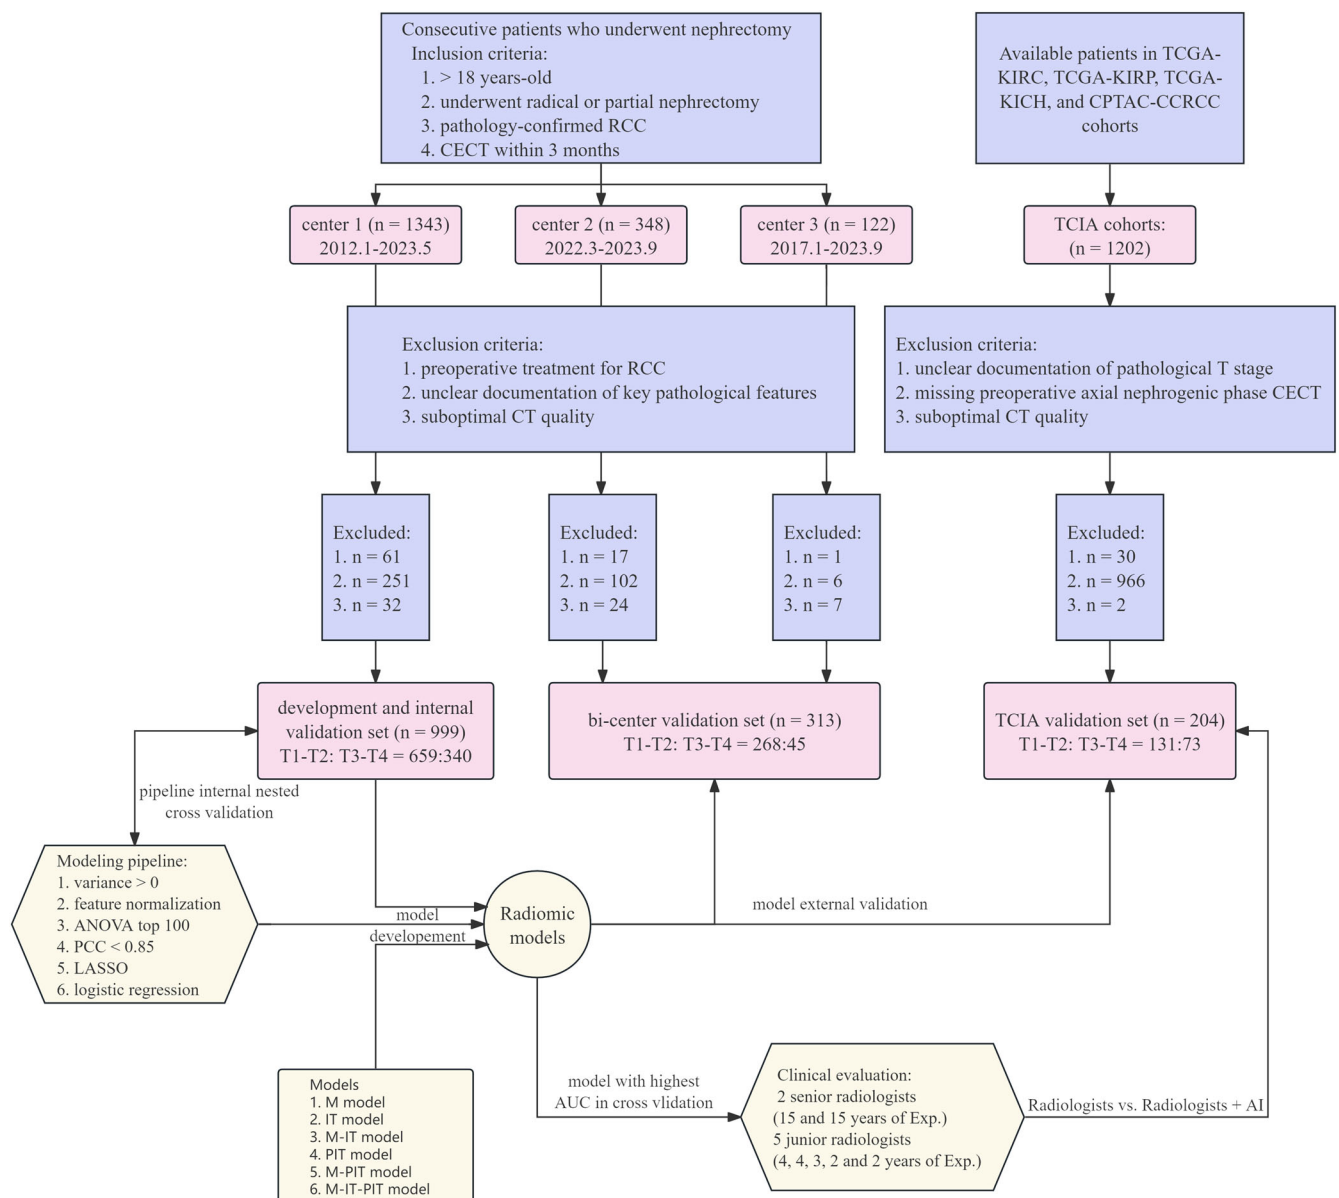 Consecutive patients who underwent nephrectomy
Inclusion criteria:
1. > 18 years-old
2. underwent radical or partial nephrectomy
3. pathology-confirmed RCC
4. CECT within 3 months
Available patients in TCGA-
KIRC, TCGA-KIRP, TCGA-
KICH, and CPTAC-CCRCC
cohorts
center 1 (n = 1343)
2012.1-2023.5
center 2 (n = 348)
2022.3-2023.9
center 3 (n = 122)
2017.1-2023.9
TCIA cohorts:
(n = 1202)
Exclusion criteria:
1. preoperative treatment for RCC
2. unclear documentation of key pathological features
3. suboptimal CT quality
Exclusion criteria:
1. unclear documentation of pathological T stage
2. missing preoperative axial nephrogenic phase CECT
3. suboptimal CT quality
Excluded:
1. n = 61
2. n = 251
3. n = 32
Excluded:
1. n = 17
2. n = 102
3. n = 24
Excluded:
1. n = 1
2. n = 6
3. n = 7
Excluded:
1. n = 30
2. n = 966
3. n = 2
development and internal
validation set (n = 999)
T1-T2: T3-T4 = 659:340
bi-center validation set (n = 313)
T1-T2: T3-T4 = 268:45
TCIA validation set (n = 204)
T1-T2: T3-T4 = 131:73
pipeline internal nested
cross validation
Modeling pipeline:
1. variance > 0
2. feature normalization
3. ANOVA top 100
4. PCC < 0.85
5. LASSO
6. logistic regression
model
developement
Radiomic
models
model external validation
Models
1. M model
2. IT model
3. M-IT model
4. PIT model
5. M-PIT model
6. M-IT-PIT model
model with highest
AUC in cross vlidation
Clinical evaluation:
2 senior radiologists
(15 and 15 years of Exp.)
5 junior radiologists
(4, 4, 3, 2 and 2 years of Exp.)
Radiologists vs. Radiologists + AI